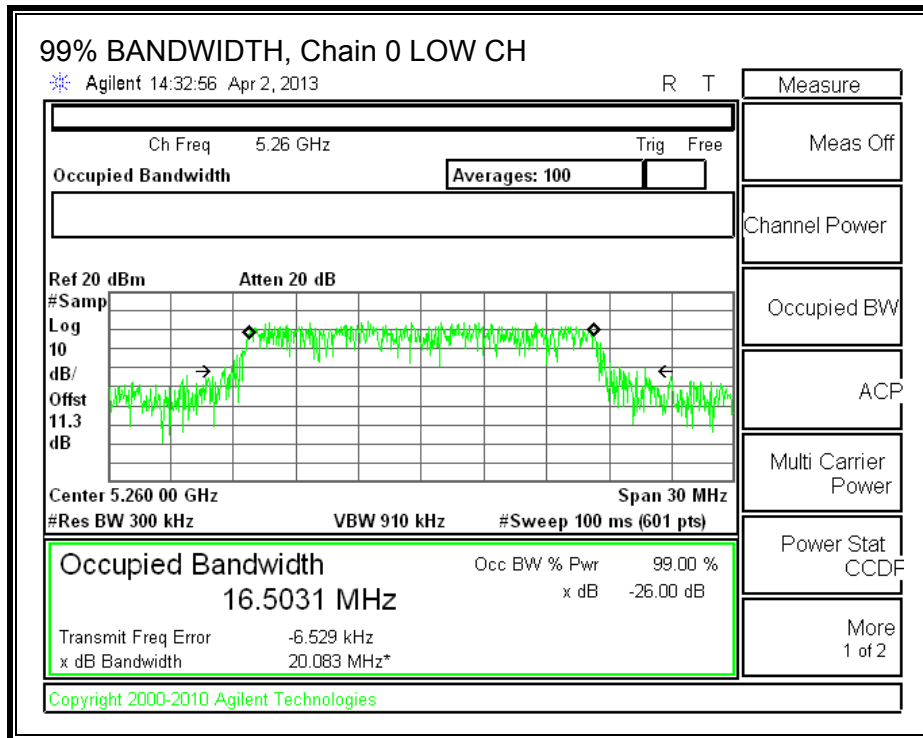 99% BANDWIDTH, Chain 0 LOW CH
Agilent 14:32:56 Apr 2, 2013 R T
Measure
Ch Freq 5.26 GHz Trig Free
Occupied Bandwidth Averages: 100
Ref 20 dBm Atten 20 dB
#Samp
Log
10
dB/
Offst
11.3
dB
Center 5.260 00 GHz Span 30 MHz
#Res BW 300 kHz VBW 910 kHz #Sweep 100 ms (601 pts)
Occupied Bandwidth Occ BW % Pwr 99.00 %
16.5031 MHz x dB -26.00 dB
Transmit Freq Error -6.529 kHz
x dB Bandwidth 20.083 MHz*
Copyright 2000-2010 Agilent Technologies
Meas Off
Channel Power
Occupied BW
ACP
Multi Carrier
Power
Power Stat
CCDF
More
1 of 2